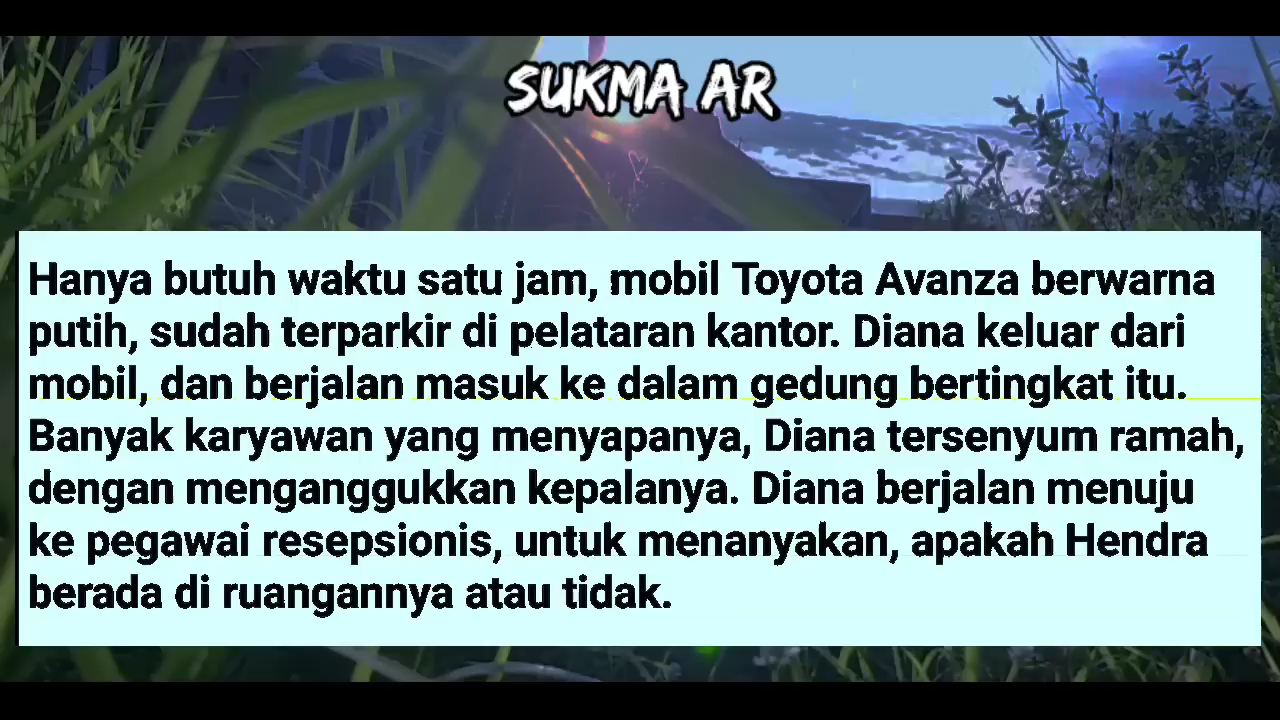 SUKMA AR
Hanya butuh waktu satu jam, mobil Toyota Avanza berwarna
putih, sudah terparkir di pelataran kantor. Diana keluar dari
mobil, dan berjalan masuk ke dalam gedung bertingkat itu.
Banyak karyawan yang menyapanya, Diana tersenyum ramah,
dengan menganggukkan kepalanya. Diana berjalan menuju
ke pegawai resepsionis, untuk menanyakan, apakah Hendra
berada di ruangannya atau tidak.